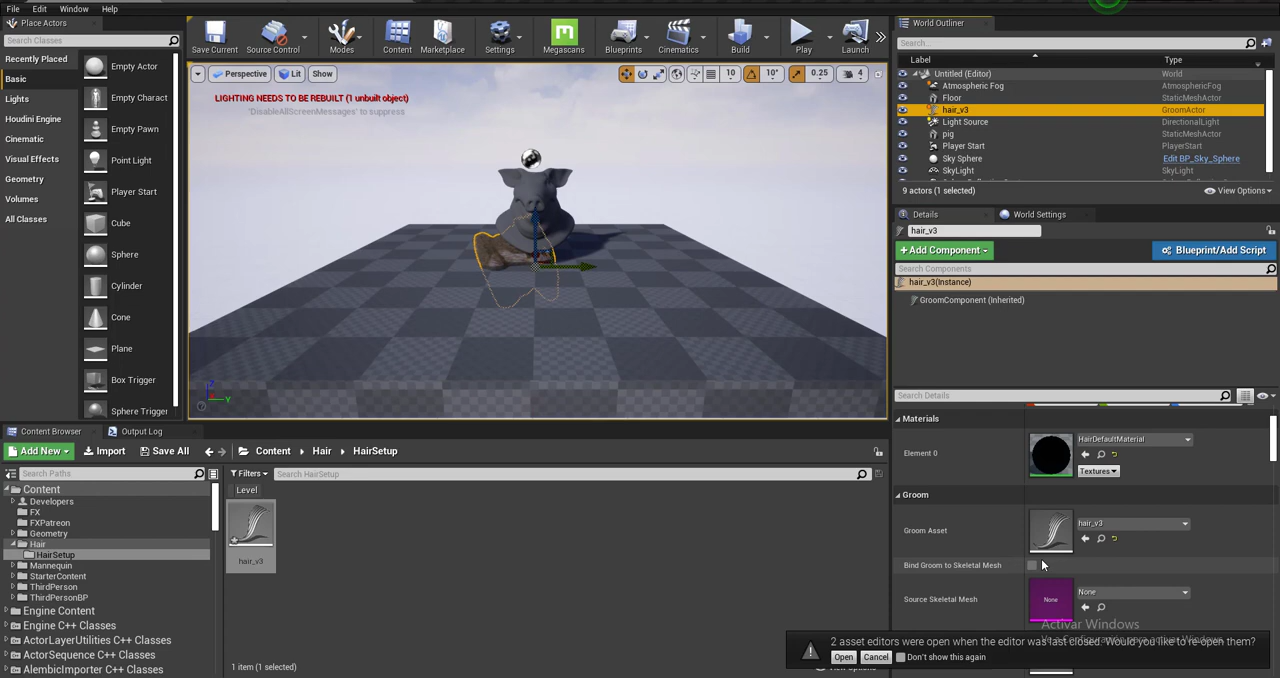 File Edit Window Help
Place Actors
Search Classes
Recently Placed
Basic
Lights
Houdini Engine
Cinematic
Visual Effects
Geometry
Volumes
All Classes
Empty Actor
Empty Charact
Empty Pawn
Point Light
Player Start
Cube
Sphere
Cylinder
Cone
Plane
Box Trigger
Sphere Trigger
Save Current
Source Control
Modes
Content
Marketplace
Settings
Megascans
Blueprints
Cinematics
Build
Play
Launch
Perspective
Lit
Show
10
10°
0.25
4
LIGHTING NEEDS TO BE REBUILT (1 unbuilt object)
'DisableAllScreenMessages' to suppress
Z
Y
World Outliner
Search...
Label Type
Untitled (Editor) World
Atmospheric Fog AtmosphericFog
Floor StaticMeshActor
hair_v3 GroomActor
Light Source DirectionalLight
pig StaticMeshActor
Player Start PlayerStart
Sky Sphere Edit BP_Sky_Sphere
SkyLight SkyLight
9 actors (1 selected)
View Options
Details
World Settings
hair_v3
Add Component
Blueprint/Add Script
Search Components
hair_v3(Instance)
GroomComponent (Inherited)
Search Details
Materials
Element 0
HairDefaultMaterial
Textures
Groom
Groom Asset
hair_v3
Bind Groom to Skeletal Mesh
Source Skeletal Mesh
None
None
Activar Windows
Content Browser
Output Log
Add New
Import
Save All
Content
Hair
HairSetup
Search Paths
Filters
Search HairSetup
Level
Content
Developers
FX
FXPatreon
Geometry
Hair
HairSetup
Mannequin
StarterContent
ThirdPerson
ThirdPersonBP
Engine Content
Engine C++ Classes
ActorLayerUtilities C++ Classes
ActorSequence C++ Classes
AlembicImporter C++ Classes
hair_v3
1 item (1 selected)
2 asset editors were open when the editor was last closed. Would you like to re-open them?
Open
Cancel
Don't show this again